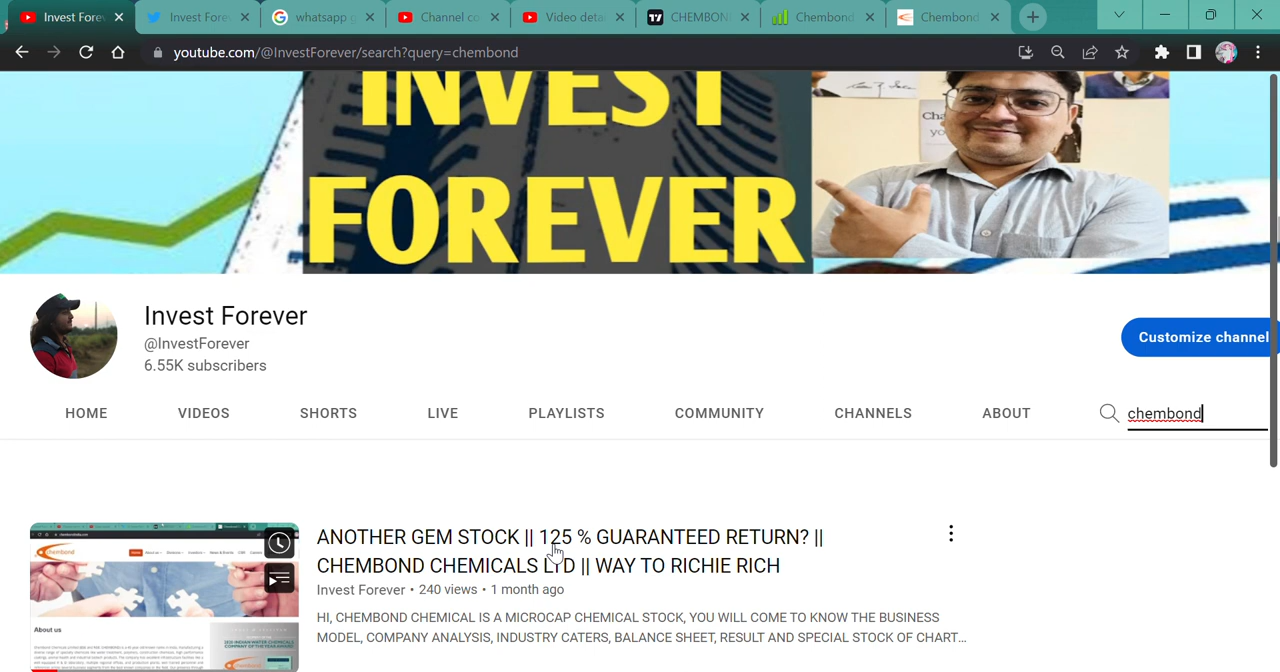 Invest Fore
Invest Fore
whatsapp g
Channel co
Video deta
CHEMBON
Chembond
Chembond
youtube.com/@InvestForever/search?query=chembond
INVEST
FOREVER
Invest Forever
@InvestForever
6.55K subscribers
Customize channel
HOME
VIDEOS
SHORTS
LIVE
PLAYLISTS
COMMUNITY
CHANNELS
ABOUT
chembond
ANOTHER GEM STOCK || 125 % GUARANTEED RETURN? ||
CHEMBOND CHEMICALS LTD || WAY TO RICHIE RICH
Invest Forever • 240 views • 1 month ago
HI, CHEMBOND CHEMICAL IS A MICROCAP CHEMICAL STOCK, YOU WILL COME TO KNOW THE BUSINESS
MODEL, COMPANY ANALYSIS, INDUSTRY CATERS, BALANCE SHEET, RESULT AND SPECIAL STOCK OF CHART...
chembond
About us